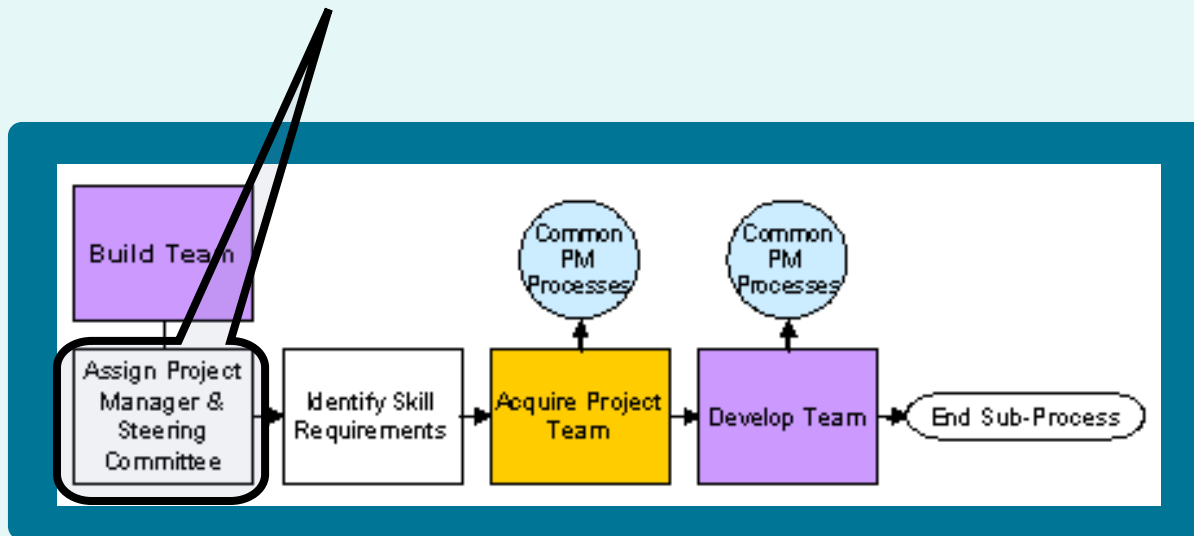 Build Team
Common
PM
Processes
Common
PM
Processes
Assign Project
Manager &
Steering
Committee
Identify Skill
Requirements
Acquire Project
Team
Develop Team
End Sub-Process